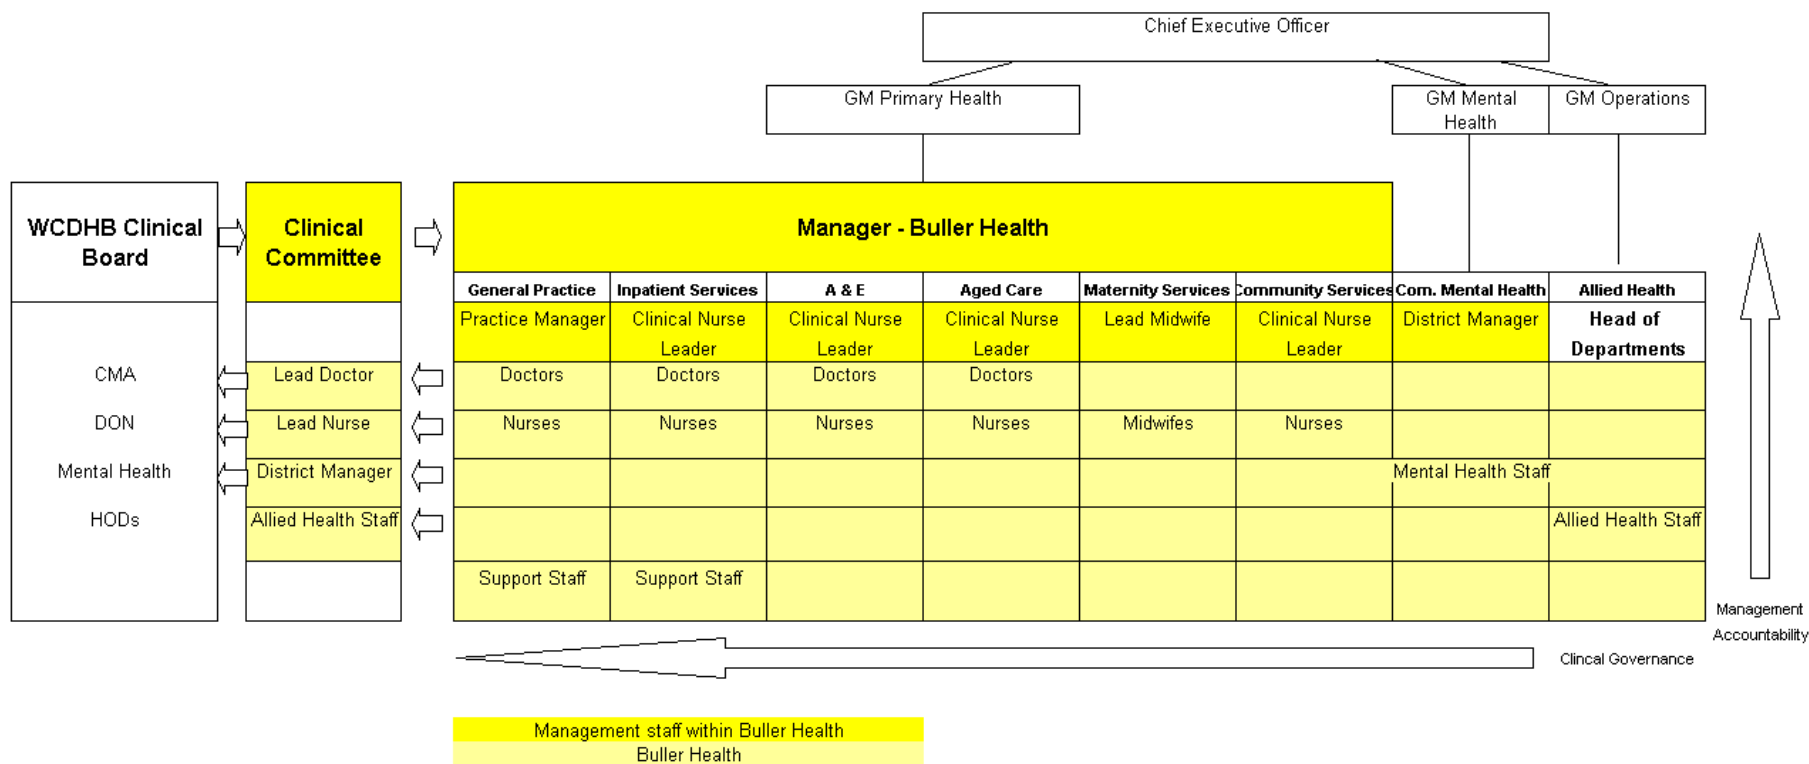 Chief Executive Officer
GM Primary Health
GM Mental
Health
GM Operations
WCDHB Clinical
Board
Clinical
Committee
Manager - Buller Health
General Practice
Inpatient Services
A & E
Aged Care
Maternity Services
Community Services
Com. Mental Health
Allied Health
Practice Manager
Clinical Nurse
Leader
Clinical Nurse
Leader
Clinical Nurse
Leader
Lead Midwife
Clinical Nurse
Leader
District Manager
Head of
Departments
CMA
Lead Doctor
Doctors
Doctors
Doctors
Doctors
DON
Lead Nurse
Nurses
Nurses
Nurses
Nurses
Midwifes
Nurses
Mental Health
District Manager
Mental Health Staff
HODs
Allied Health Staff
Allied Health Staff
Support Staff
Support Staff
Management
Accountability
Clincal Governance
Management staff within Buller Health
Buller Health